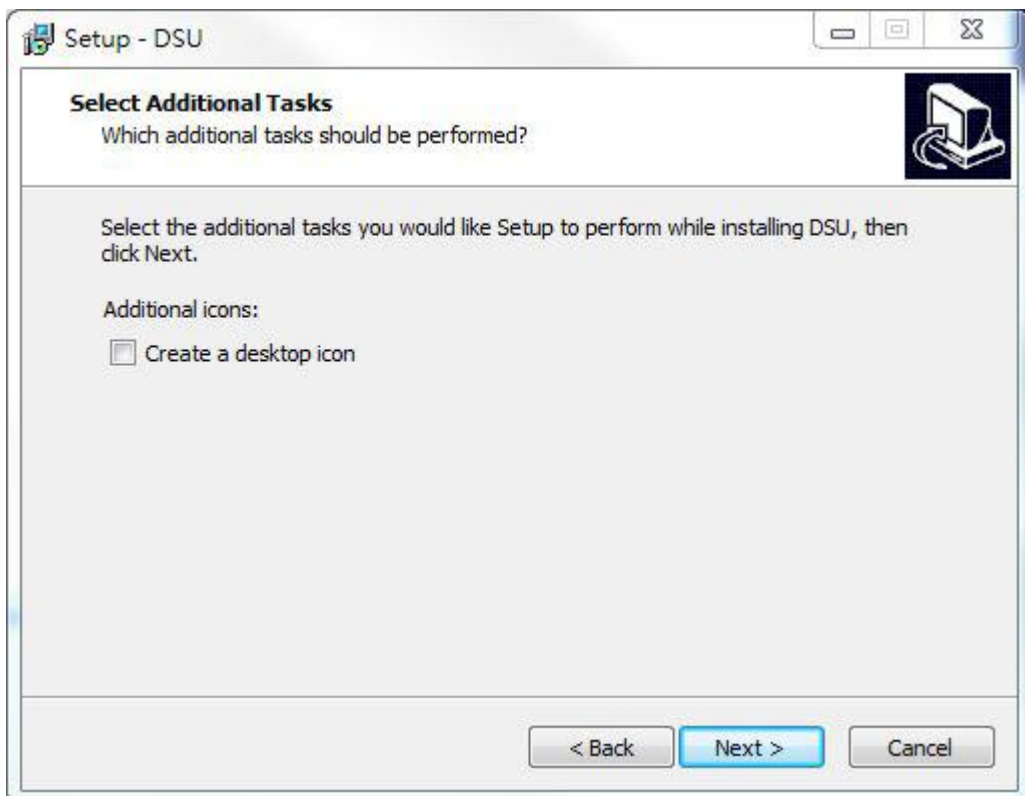 Setup - DSU
Select Additional Tasks
Which additional tasks should be performed?
Select the additional tasks you would like Setup to perform while installing DSU, then
click Next.
Additional icons:
Create a desktop icon
< Back
Next >
Cancel